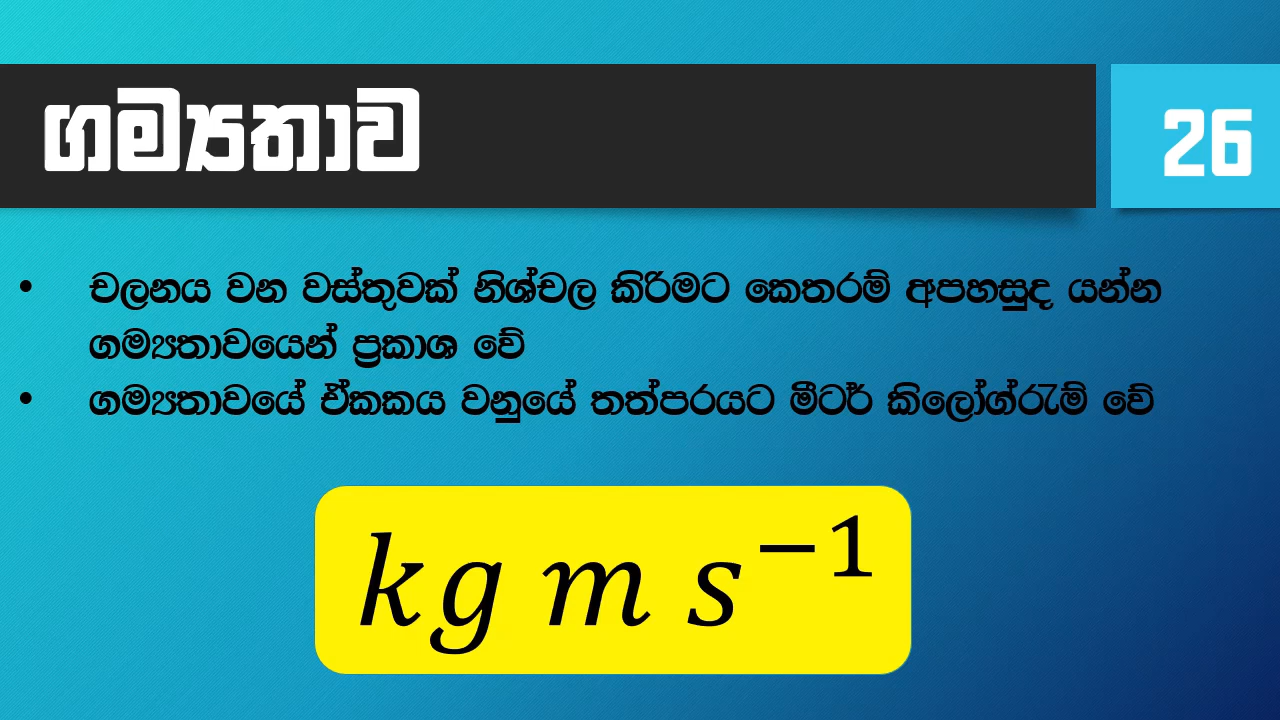 ගම්‍යතාව
26
• චලනය වන වස්තුවක් නිශ්චල කිරිමට කෙතරම් අපහසුද යන්න
ගම්‍යතාවයෙන් ප්‍රකාශ වේ
• ගම්‍යතාවයේ ඒකකය වනුයේ තත්පරයට මීටර් කිලෝග්රැම් වේ
kg m s⁻¹